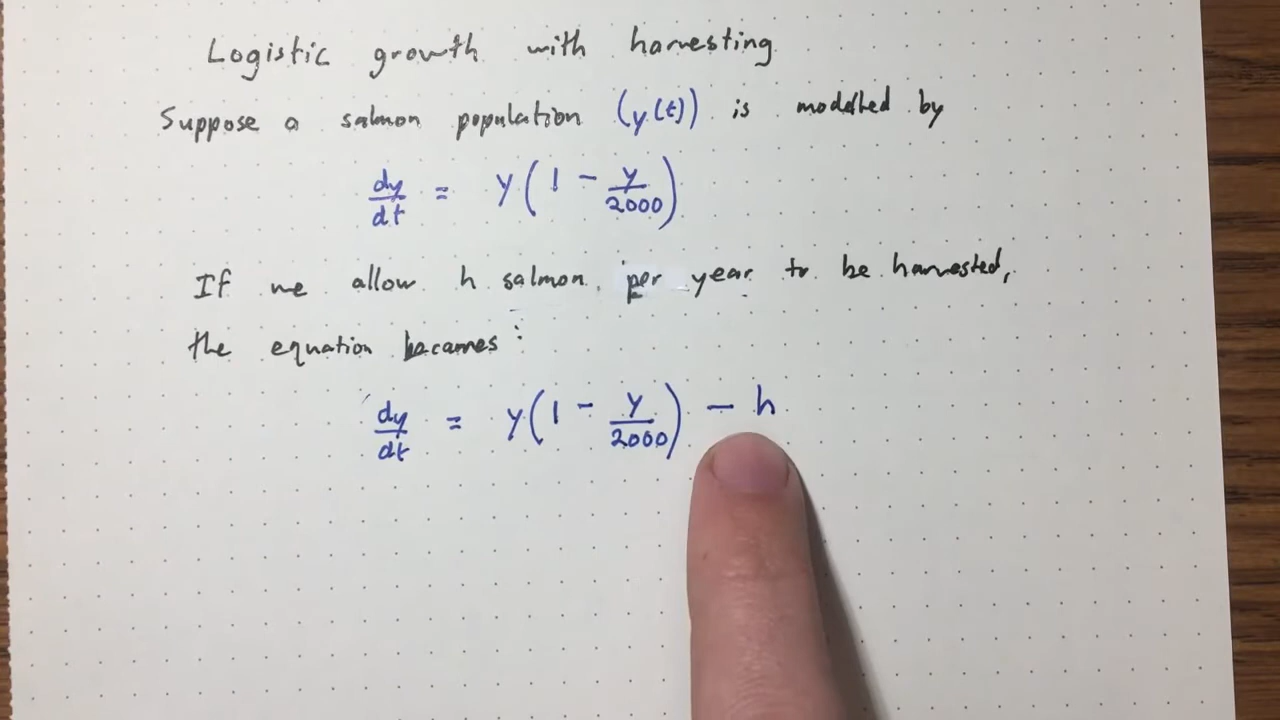 Logistic growth with harvesting
Suppose a salmon population (y(t)) is modelled by
dy/dt = y(1 - y/2000)
If we allow h salmon per year to be harvested,
the equation becomes:
dy/dt = y(1 - y/2000) - h